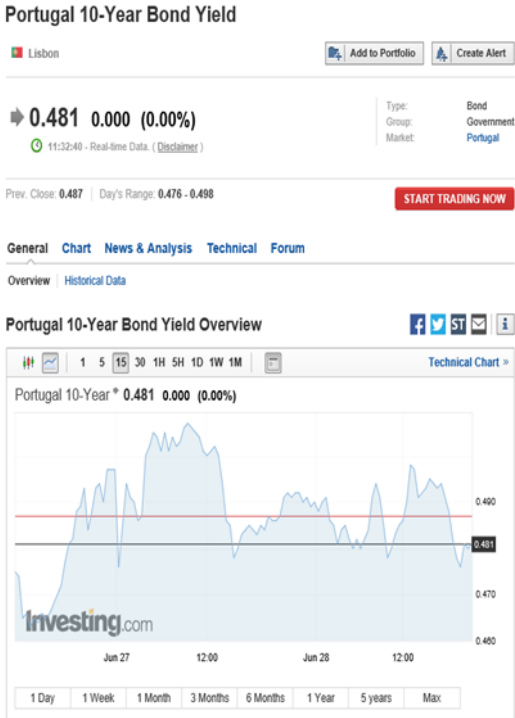 Portugal 10-Year Bond Yield
Lisbon
Add to Portfolio
Create Alert
0.481 0.000 (0.00%)
11:32:40 - Real-time Data. ( Disclaimer )
Type: Bond
Group: Government
Market: Portugal
Prev. Close: 0.487 Day's Range: 0.476 - 0.498
START TRADING NOW
General Chart News & Analysis Technical Forum
Overview Historical Data
Portugal 10-Year Bond Yield Overview
ST i
1 5 15 30 1H 5H 1D 1W 1M
Technical Chart »
Portugal 10-Year 0.481 0.000 (0.00%)
0.490
0.481
0.470
0.460
Investing.com
Jun 27 12:00 Jun 28 12:00
1 Day 1 Week 1 Month 3 Months 6 Months 1 Year 5 years Max